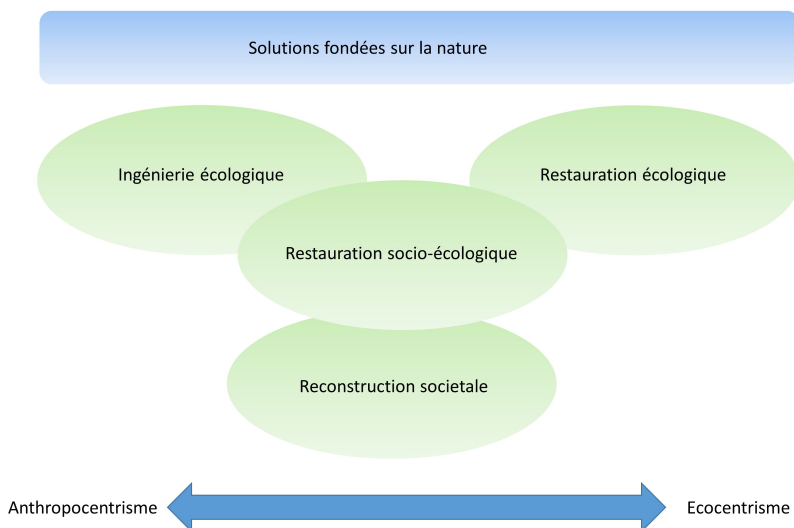 Solutions fondées sur la nature
Ingénierie écologique
Restauration écologique
Restauration socio-écologique
Reconstruction societale
Anthropocentrisme
Ecocentrisme